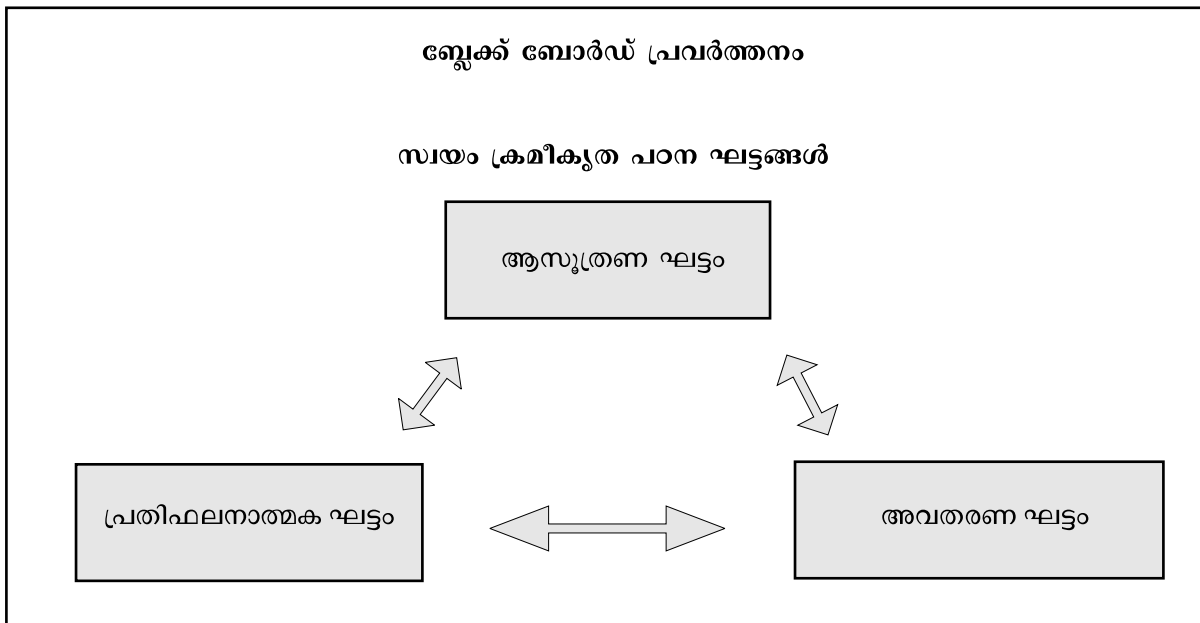 ബ്ലേക്ക് ബോർഡ് പ്രവർത്തനം
സ്വയം ക്രമീകൃത പഠന ഘട്ടങ്ങൾ
ആസൂത്രണ ഘട്ടം
പ്രതിഫലനാത്മക ഘട്ടം
അവതരണ ഘട്ടം